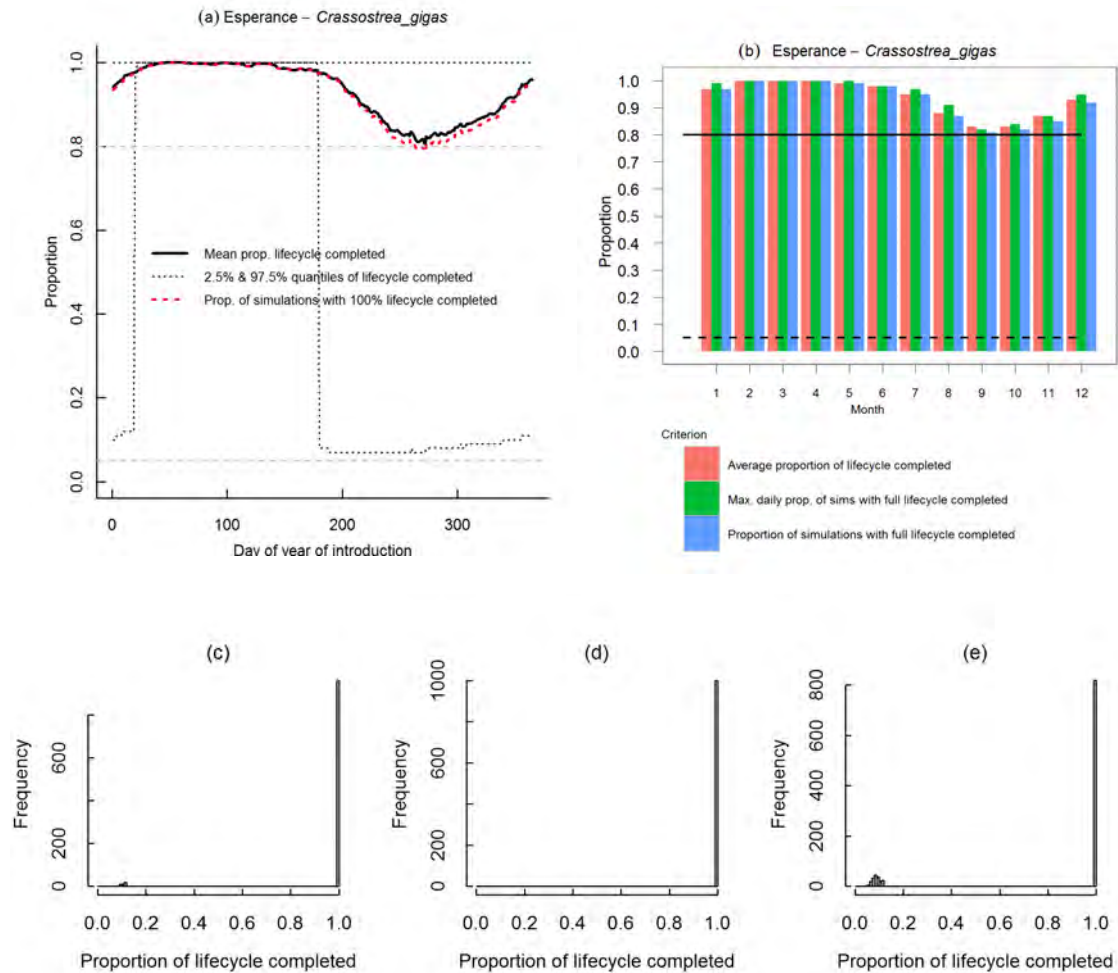 (a) Esperance – Crassostrea_gigas
Proportion
0.0 0.2 0.4 0.6 0.8 1.0
Mean prop. lifecycle completed
2.5% & 97.5% quantiles of lifecycle completed
Prop. of simulations with 100% lifecycle completed
0 100 200 300
Day of year of introduction
(b) Esperance – Crassostrea_gigas
Proportion
1.0
0.9
0.8
0.7
0.6
0.5
0.4
0.3
0.2
0.1
0.0
1 2 3 4 5 6 7 8 9 10 11 12
Month
Criterion
Average proportion of lifecycle completed
Max. daily prop. of sims with full lifecycle completed
Proportion of simulations with full lifecycle completed
(c)
Frequency
0 200 600
0.0 0.2 0.4 0.6 0.8 1.0
Proportion of lifecycle completed
(d)
Frequency
0 200 400 600 1000
0.0 0.2 0.4 0.6 0.8 1.0
Proportion of lifecycle completed
(e)
Frequency
0 200 400 600 800
0.0 0.2 0.4 0.6 0.8 1.0
Proportion of lifecycle completed